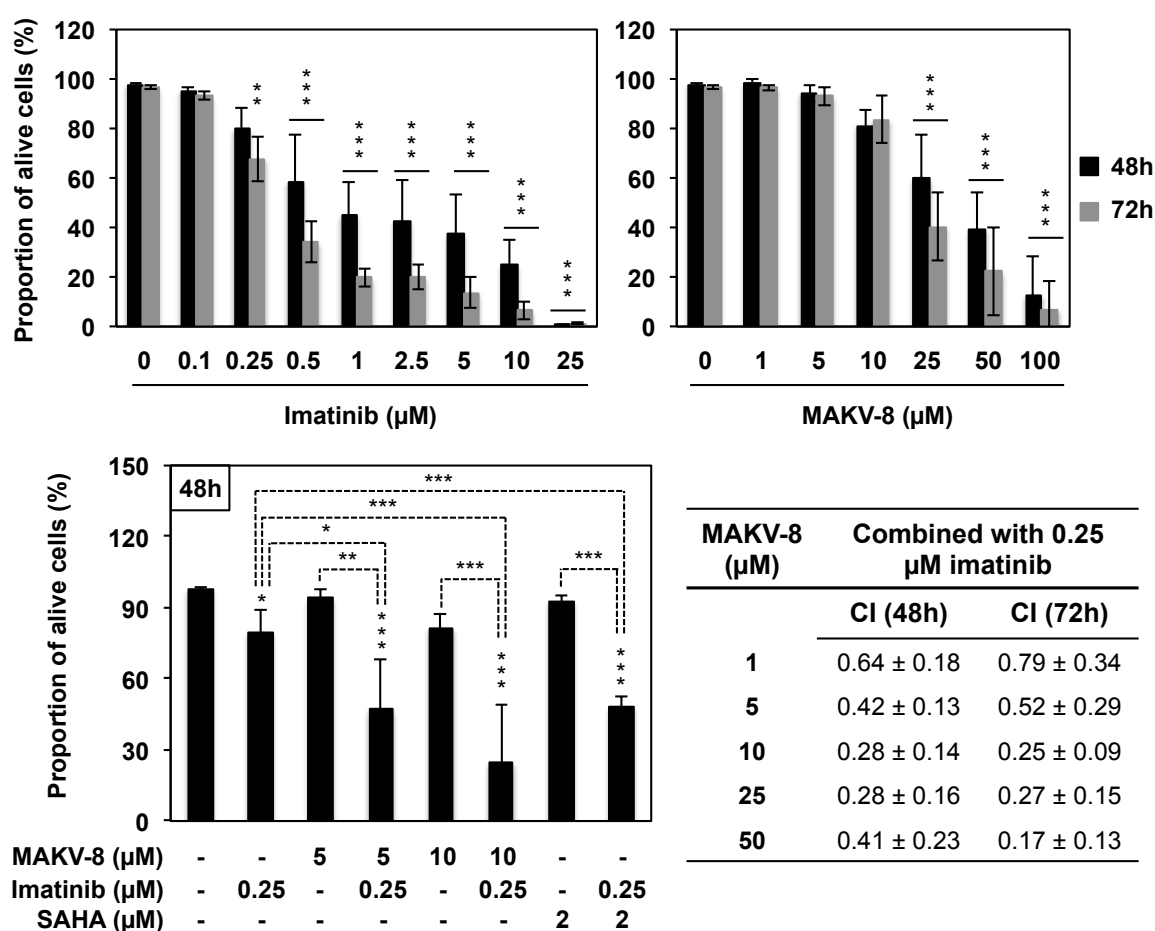 Proportion of alive cells (%)
120
100
80
60
40
20
0
** *** *** *** *** *** ***
0 0.1 0.25 0.5 1 2.5 5 10 25
Imatinib (µM)
120
100
80
60
40
20
0
*** *** ***
0 1 5 10 25 50 100
MAKV-8 (µM)
48h
72h
Proportion of alive cells (%)
150
120
90
60
30
0
48h
***
***
*
** *** ***
* *** *** ***
MAKV-8 (µM) - - 5 5 10 10 - -
Imatinib (µM) - 0.25 - 0.25 - 0.25 - 0.25
SAHA (µM) - - - - - - 2 2
MAKV-8 (µM) Combined with 0.25 µM imatinib
CI (48h) CI (72h)
1 0.64 ± 0.18 0.79 ± 0.34
5 0.42 ± 0.13 0.52 ± 0.29
10 0.28 ± 0.14 0.25 ± 0.09
25 0.28 ± 0.16 0.27 ± 0.15
50 0.41 ± 0.23 0.17 ± 0.13